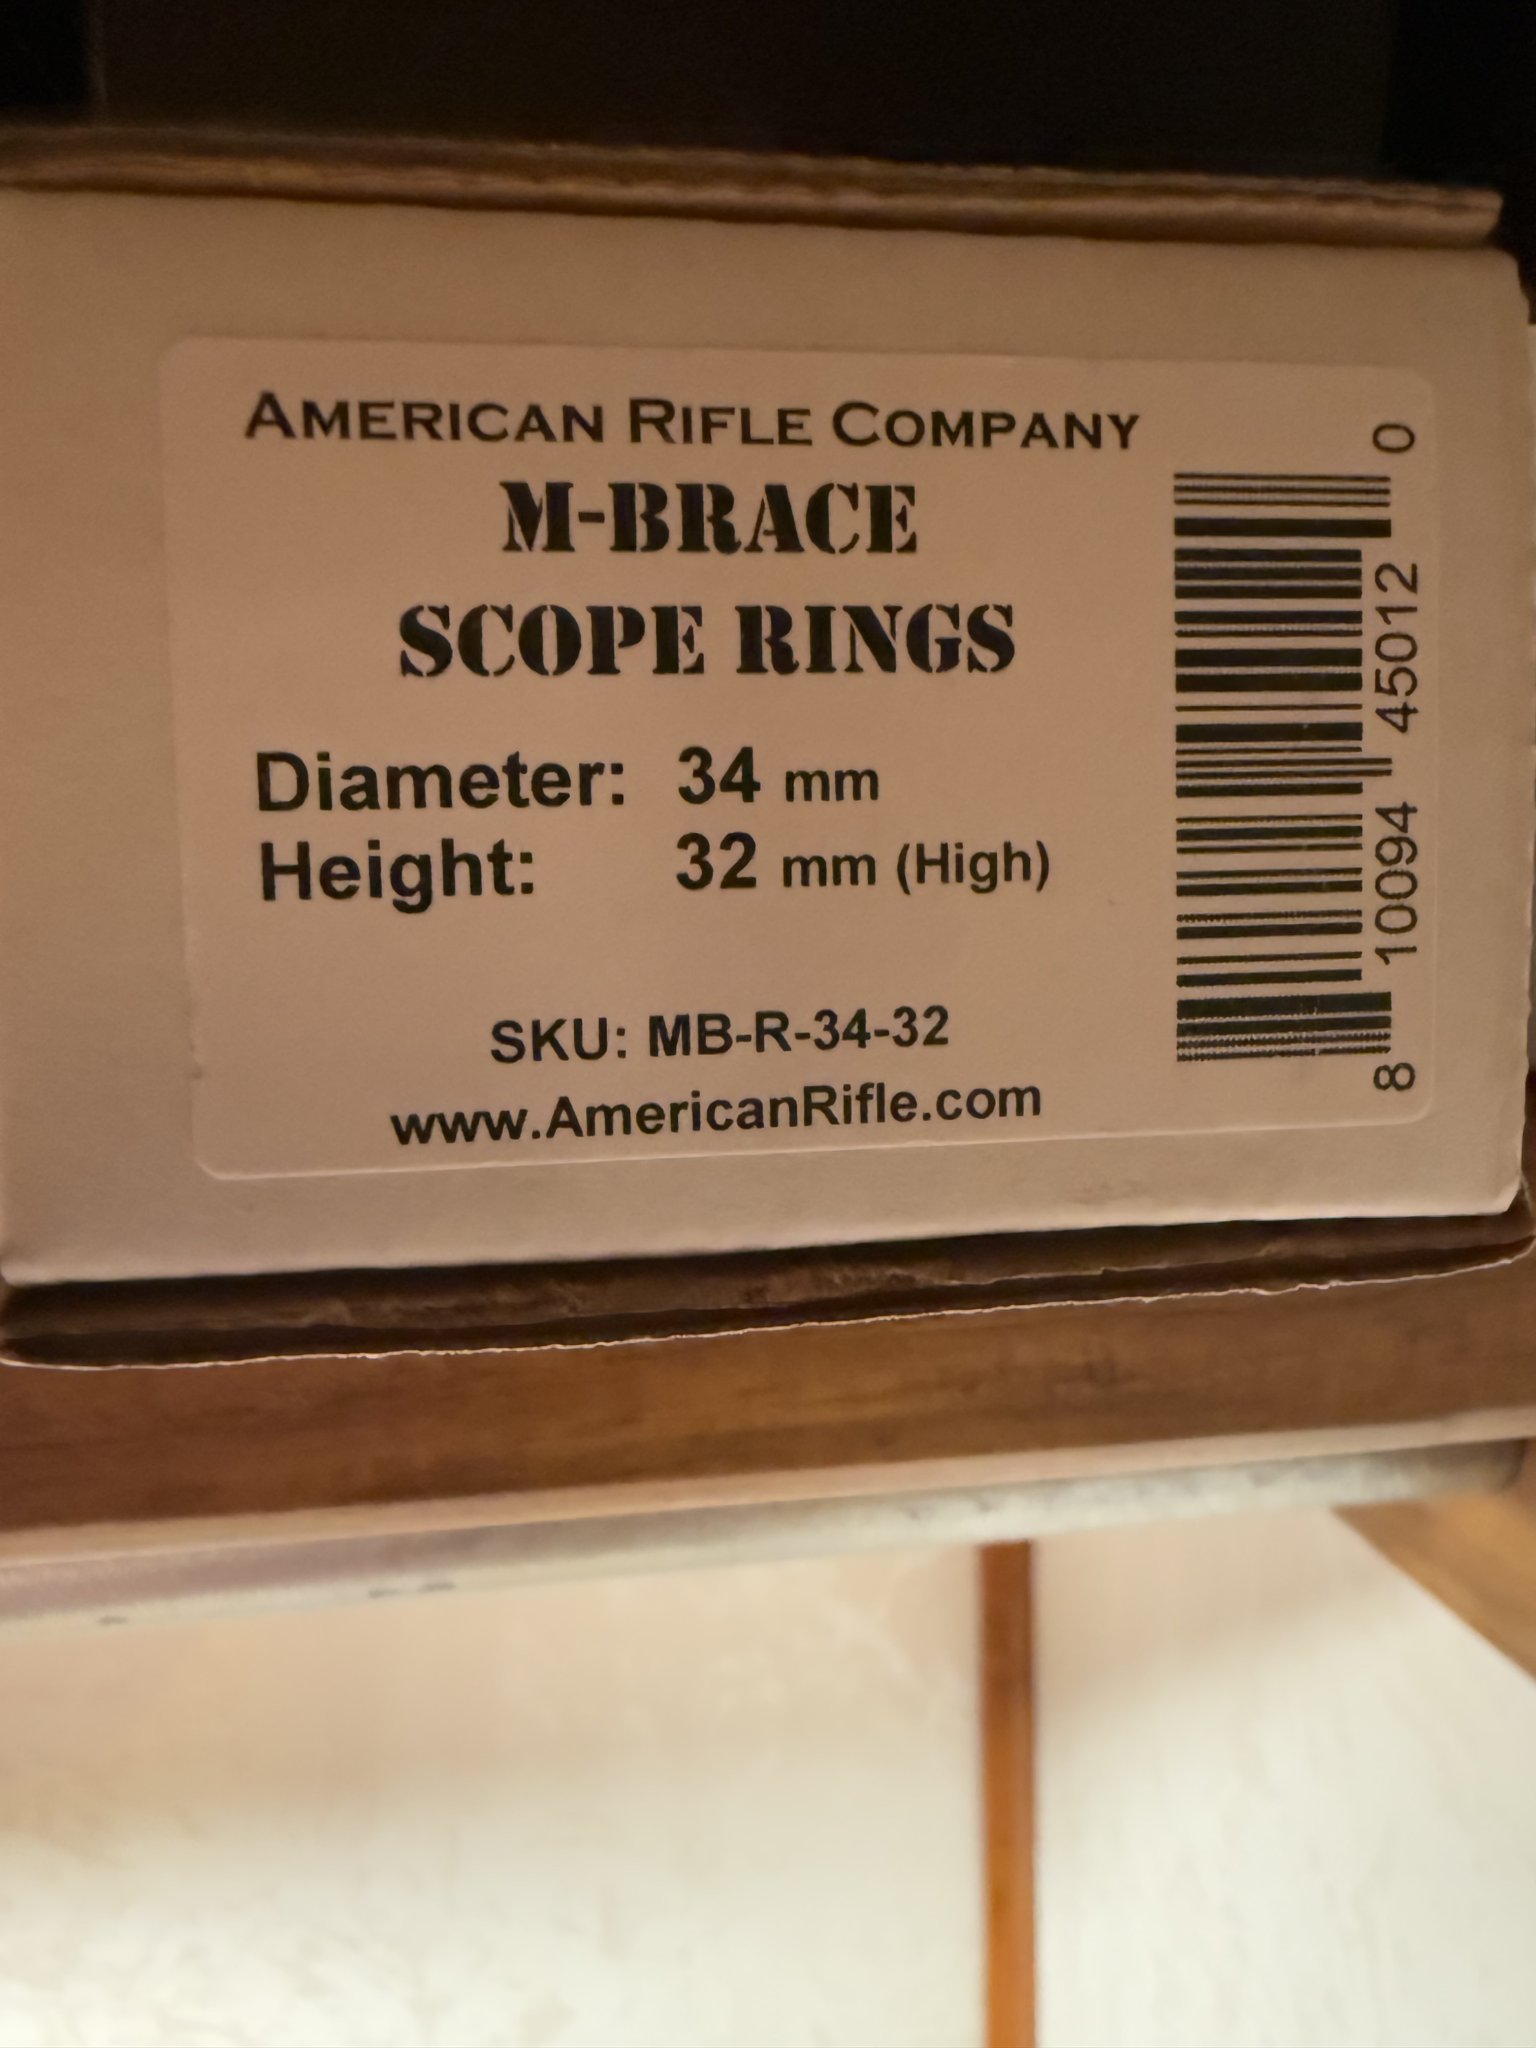 AMERICAN RIFLE COMPANY
M-BRACE
SCOPE RINGS
Diameter: 34 mm
Height: 32 mm (High)
SKU: MB-R-34-32
www.AmericanRifle.com
8 10094 45012 0